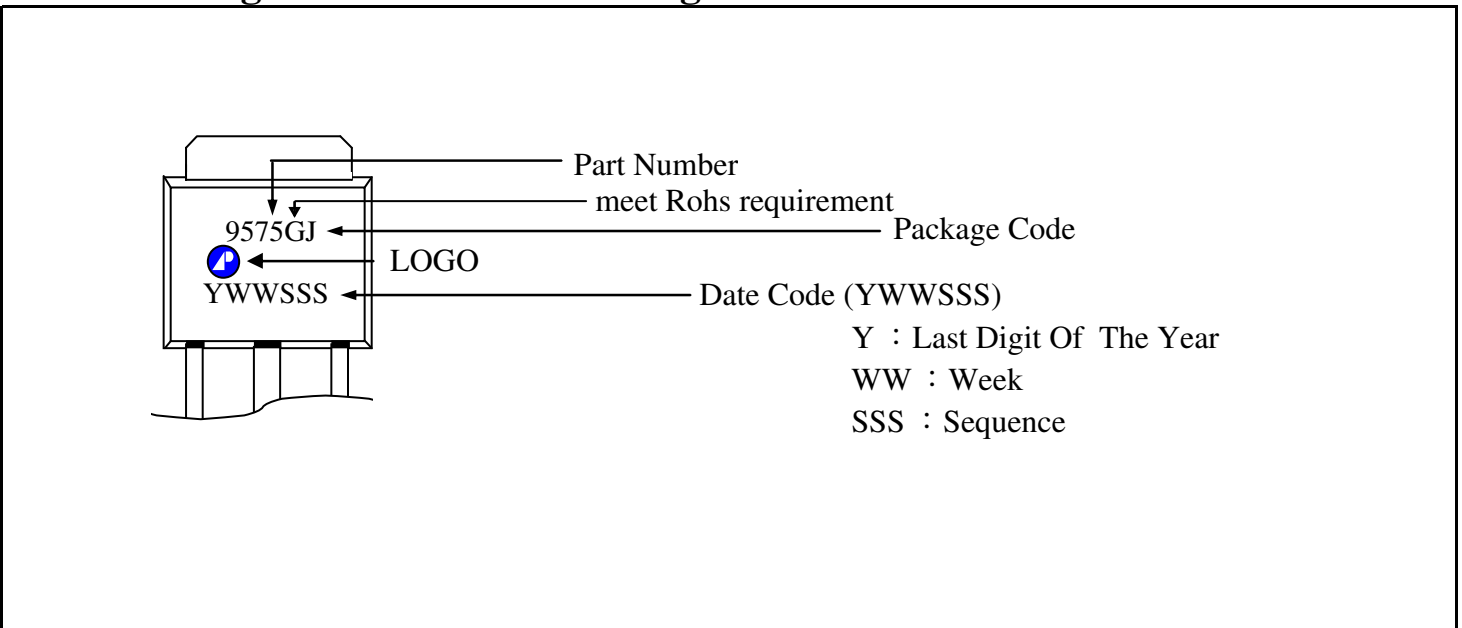 Part Number
meet Rohs requirement
9575GJ
Package Code
LOGO
YWWSSS
Date Code (YWWSSS)
Y : Last Digit Of The Year
WW : Week
SSS : Sequence